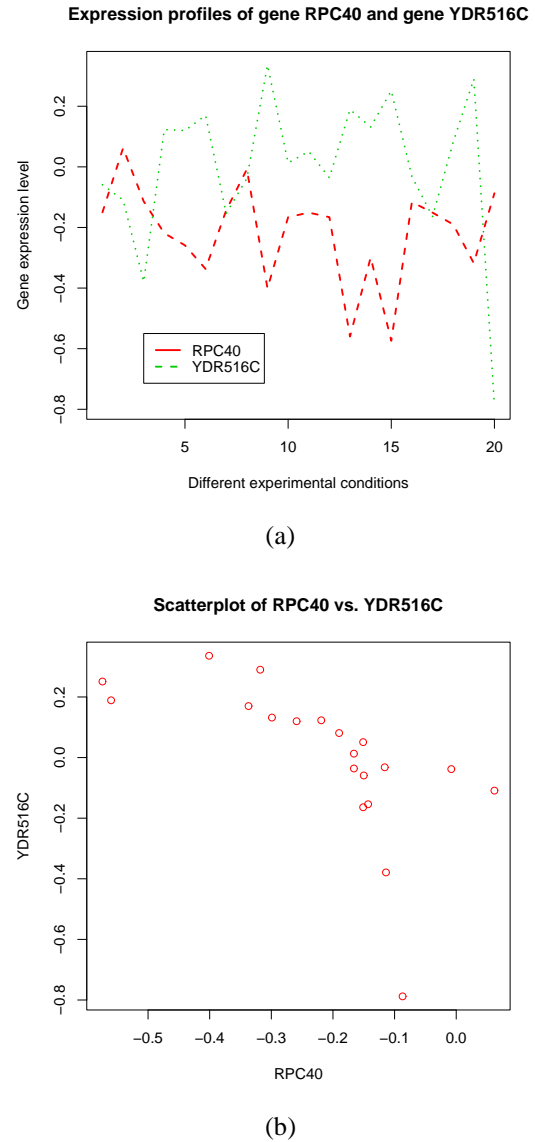 Expression profiles of gene RPC40 and gene YDR516C
Gene expression level
0.2
0.0
−0.2
−0.4
−0.6
−0.8
RPC40
YDR516C
5
10
15
20
Different experimental conditions
(a)
Scatterplot of RPC40 vs. YDR516C
YDR516C
0.2
0.0
−0.2
−0.4
−0.6
−0.8
−0.5
−0.4
−0.3
−0.2
−0.1
0.0
RPC40
(b)